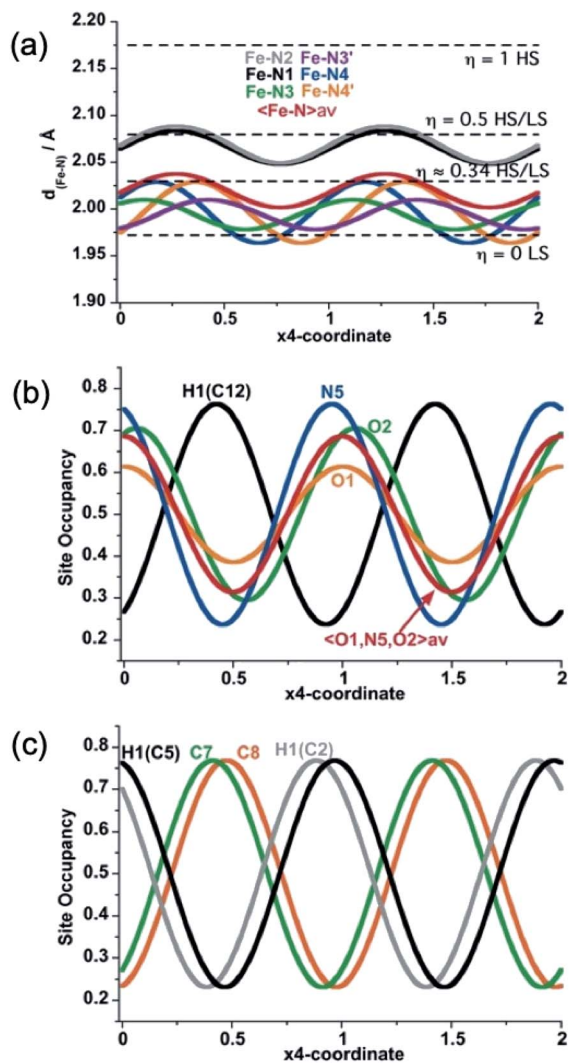 (a)
2.20
2.15
2.10
2.05
2.00
1.95
1.90
d(Fe-N) / Å
Fe-N2 Fe-N3'
Fe-N1 Fe-N4
Fe-N3 Fe-N4'
<Fe-N>av
η = 1 HS
η = 0.5 HS/LS
η ≈ 0.34 HS/LS
η = 0 LS
0 0.5 1 1.5 2
x4-coordinate
(b)
0.8
0.7
0.6
0.5
0.4
0.3
0.2
Site Occupancy
H1(C12) N5
O2
O1
<O1,N5,O2>av
0 0.5 1 1.5 2
x4-coordinate
(c)
0.8
0.7
0.6
0.5
0.4
0.3
0.2
Site Occupancy
H1(C5) C7 C8 H1(C2)
0 0.5 1 1.5 2
x4-coordinate